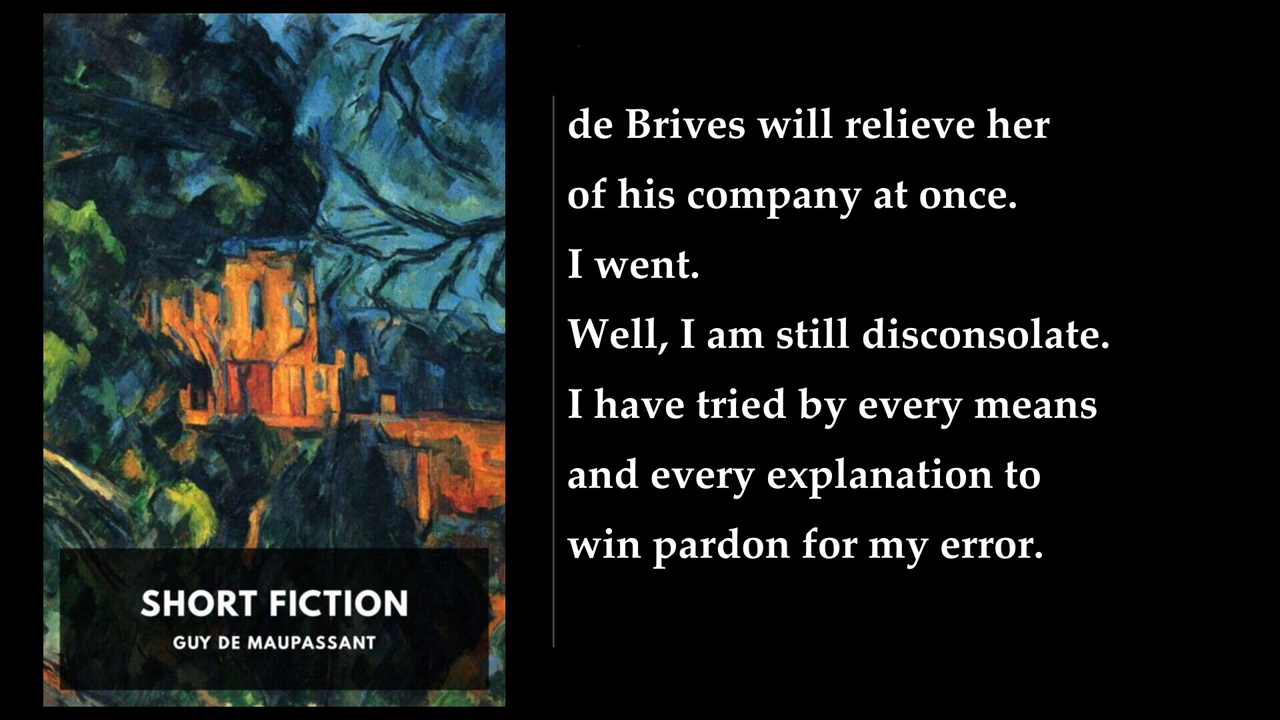 SHORT FICTION
GUY DE MAUPASSANT
de Brives will relieve her
of his company at once.
I went.
Well, I am still disconsolate.
I have tried by every means
and every explanation to
win pardon for my error.